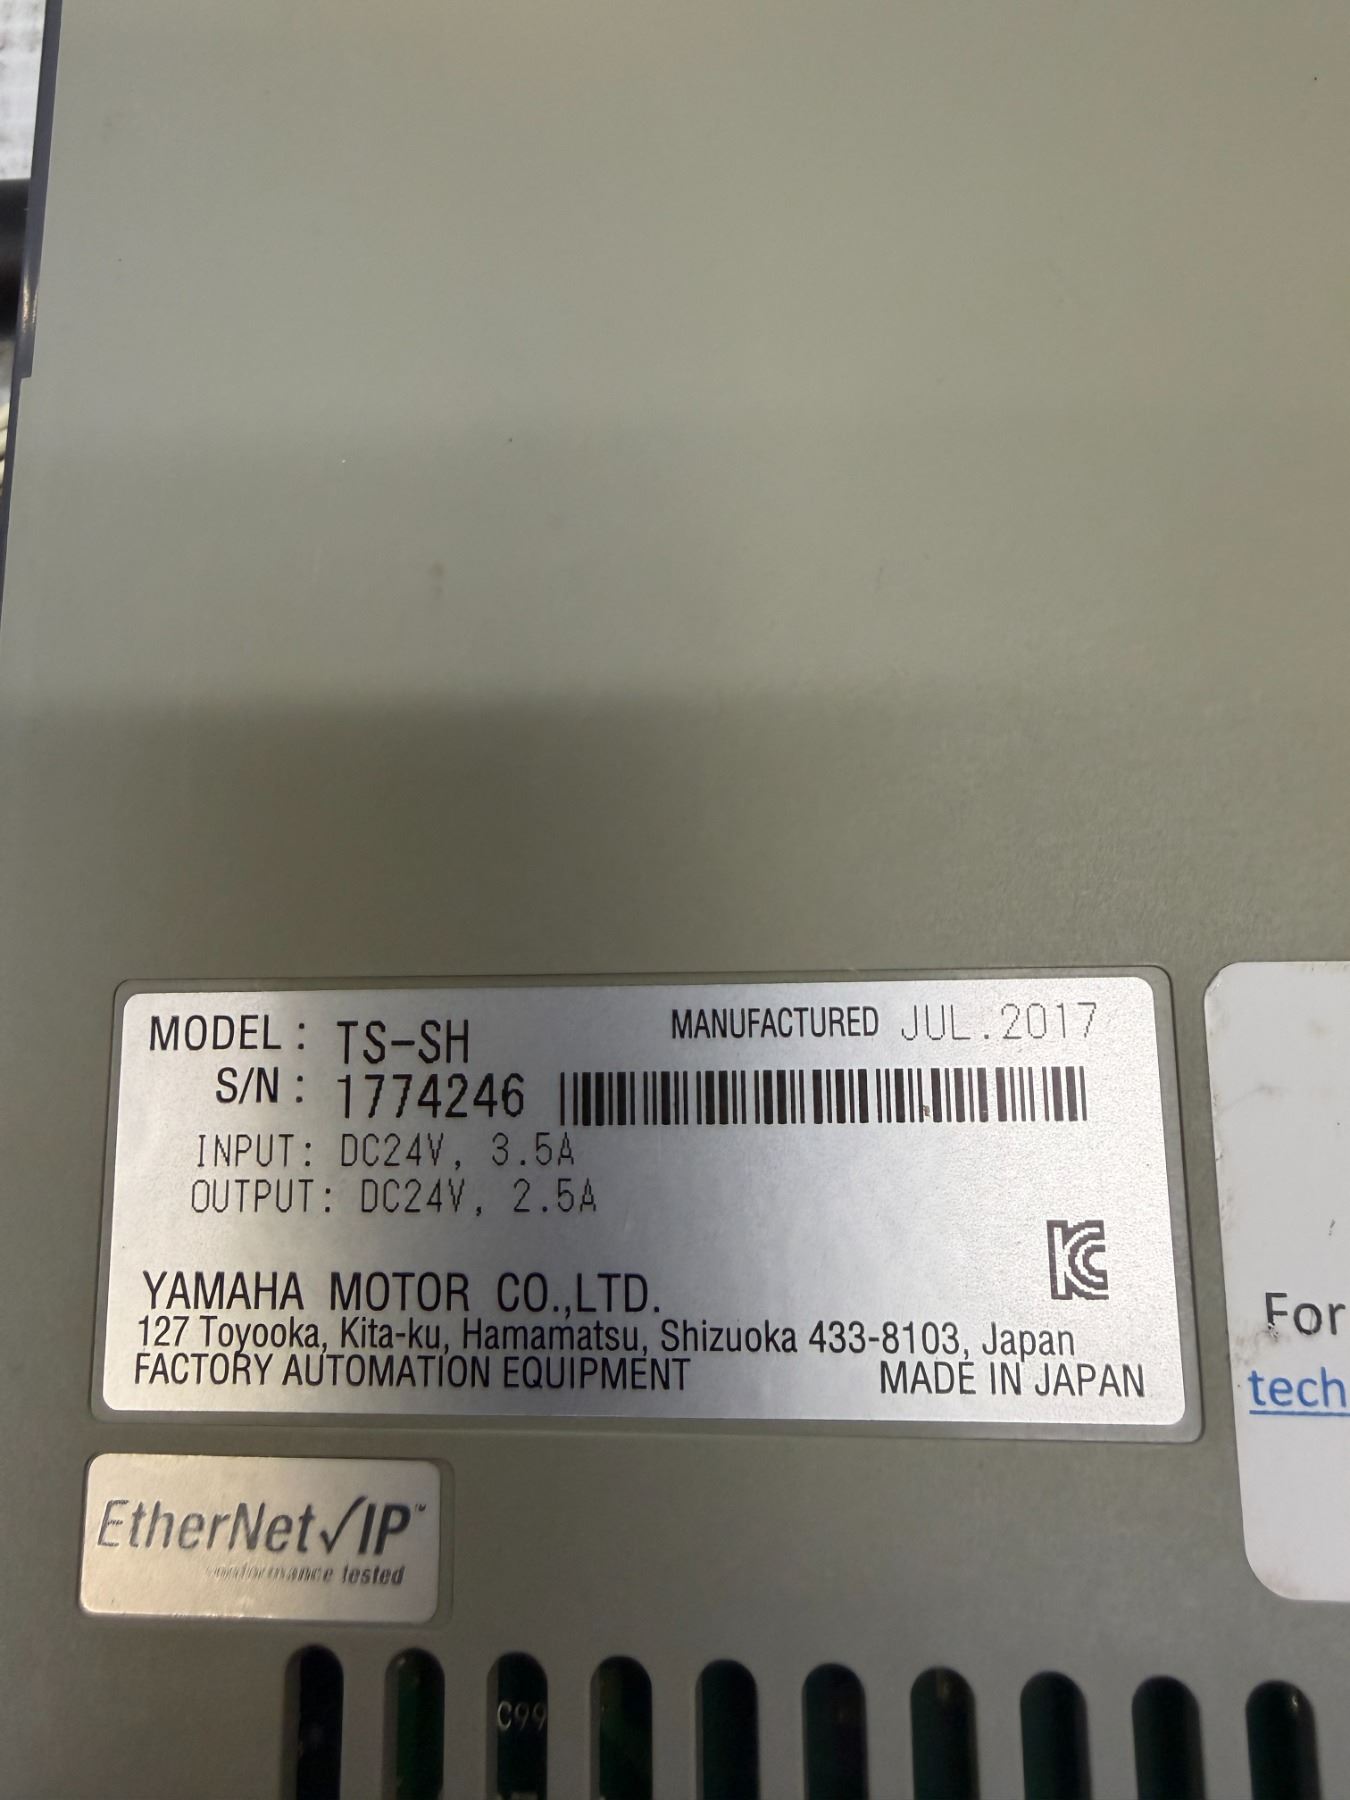 MODEL : TS-SH MANUFACTURED JUL.2017
S/N : 1774246
INPUT: DC24V, 3.5A
OUTPUT: DC24V, 2.5A
YAMAHA MOTOR CO.,LTD.
127 Toyooka, Kita-ku, Hamamatsu, Shizuoka 433-8103, Japan
FACTORY AUTOMATION EQUIPMENT MADE IN JAPAN
For
tech
EtherNet/IP™
conformance tested
C99